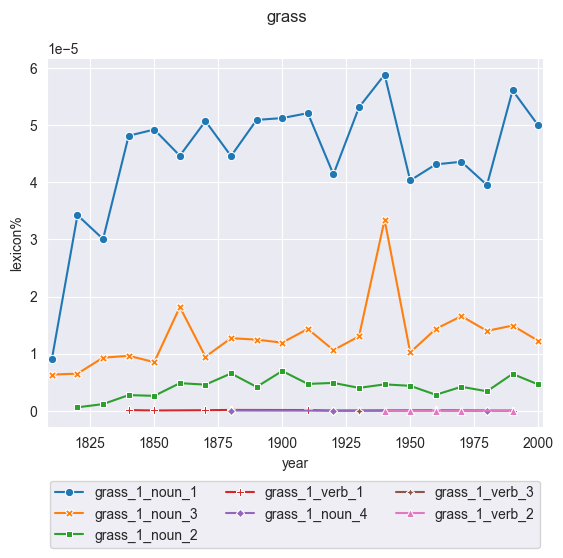 grass
1e−5
6
5
4
3
2
1
0
lexicon%
1825 1850 1875 1900 1925 1950 1975 2000
year
grass_1_noun_1 grass_1_verb_1 grass_1_verb_3
grass_1_noun_3 grass_1_noun_4 grass_1_verb_2
grass_1_noun_2